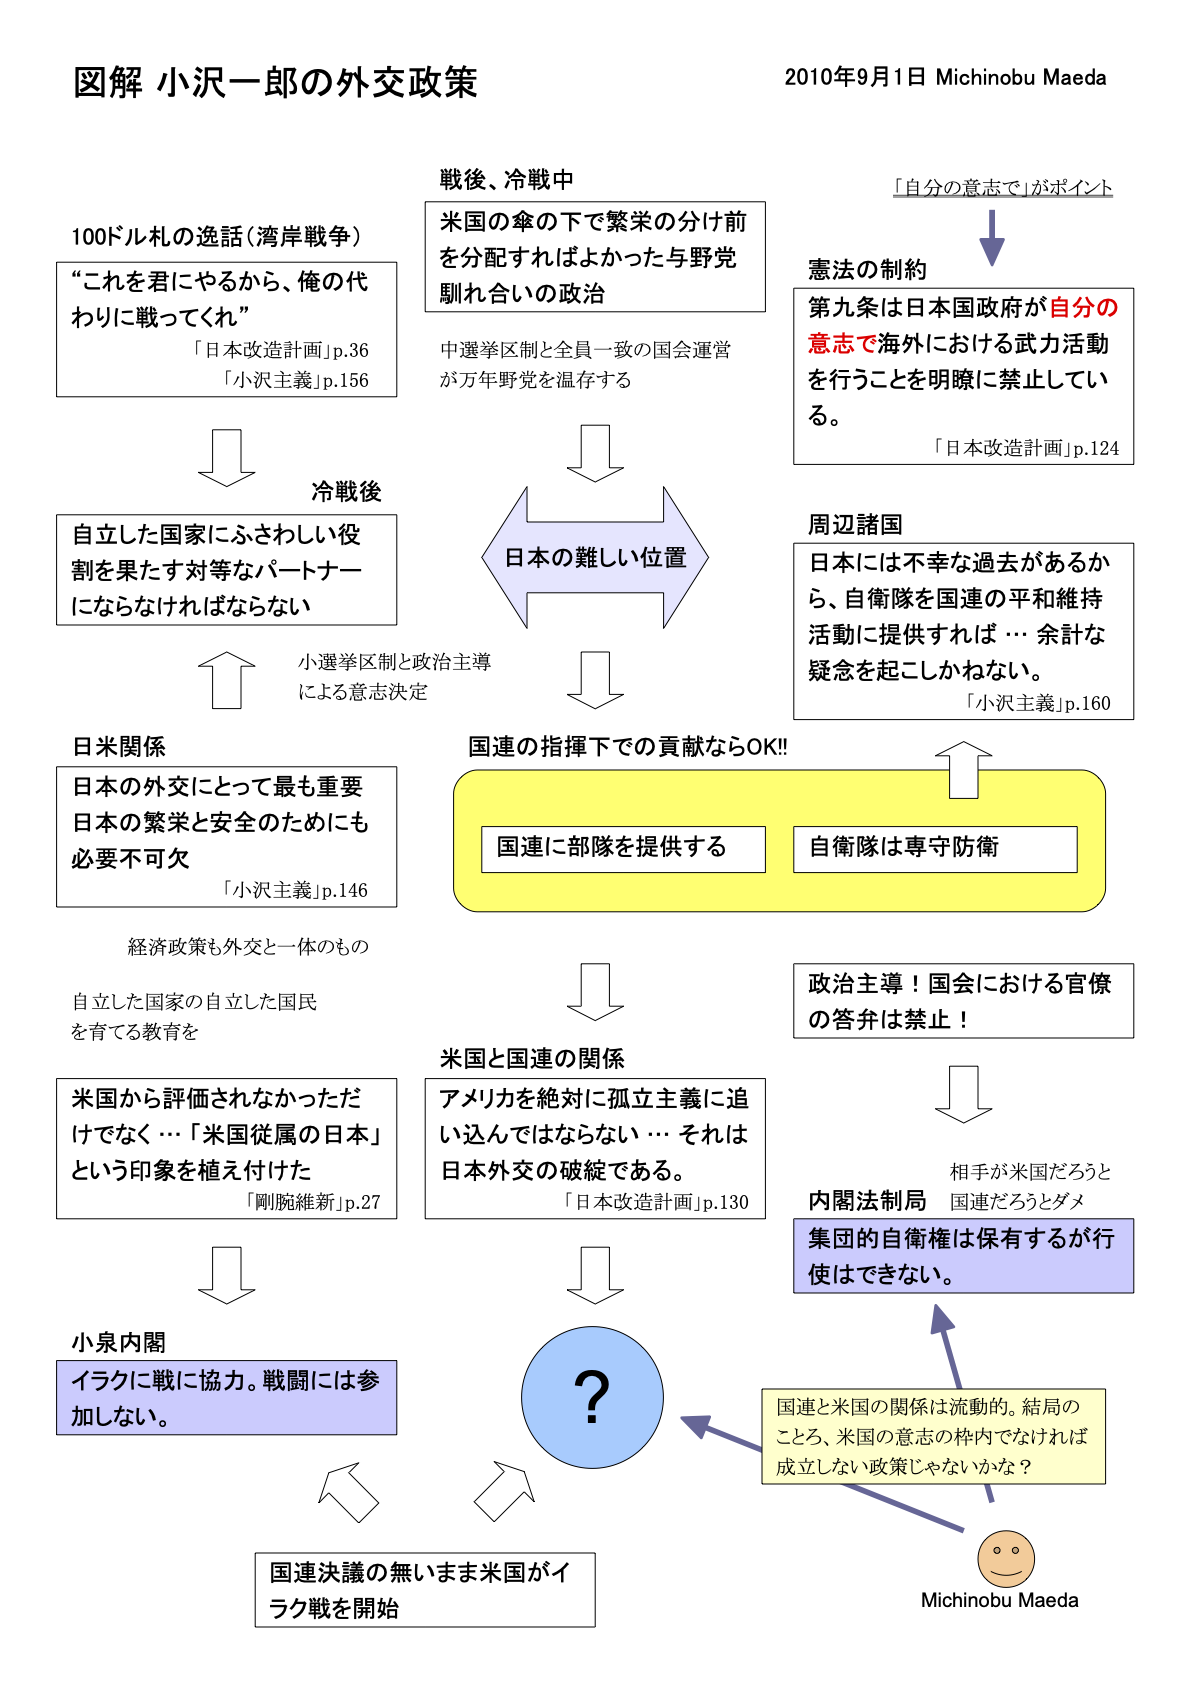 図解 小沢一郎の外交政策
2010年9月1日 Michinobu Maeda
100ドル札の逸話（湾岸戦争）
“これを君にやるから、俺の代
わりに戦ってくれ”
「日本改造計画」p.36
「小沢主義」p.156
戦後、冷戦中
米国の傘の下で繁栄の分け前
を分配すればよかった与野党
馴れ合いの政治
中選挙区制と全員一致の国会運営
が万年野党を温存する
「自分の意志で」がポイント
憲法の制約
第九条は日本国政府が自分の
意志で海外における武力活動
を行うことを明瞭に禁止してい
る。
「日本改造計画」p.124
冷戦後
自立した国家にふさわしい役
割を果たす対等なパートナー
にならなければならない
日本の難しい位置
周辺諸国
日本には不幸な過去があるか
ら、自衛隊を国連の平和維持
活動に提供すれば … 余計な
疑念を起こしかねない。
「小沢主義」p.160
小選挙区制と政治主導
による意志決定
日米関係
日本の外交にとって最も重要
日本の繁栄と安全のためにも
必要不可欠
「小沢主義」p.146
国連の指揮下での貢献ならOK!!
国連に部隊を提供する
自衛隊は専守防衛
経済政策も外交と一体のもの
自立した国家の自立した国民
を育てる教育を
政治主導！国会における官僚
の答弁は禁止！
米国から評価されなかっただ
けでなく … 「米国従属の日本」
という印象を植え付けた
「剛腕維新」p.27
米国と国連の関係
アメリカを絶対に孤立主義に追
い込んではならない … それは
日本外交の破綻である。
「日本改造計画」p.130
相手が米国だろうと
国連だろうとダメ
内閣法制局
集団的自衛権は保有するが行
使はできない。
小泉内閣
イラクに戦に協力。戦闘には参
加しない。
?
国連と米国の関係は流動的。結局の
ことろ、米国の意志の枠内でなければ
成立しない政策じゃないかな？
国連決議の無いまま米国がイ
ラク戦を開始
Michinobu Maeda